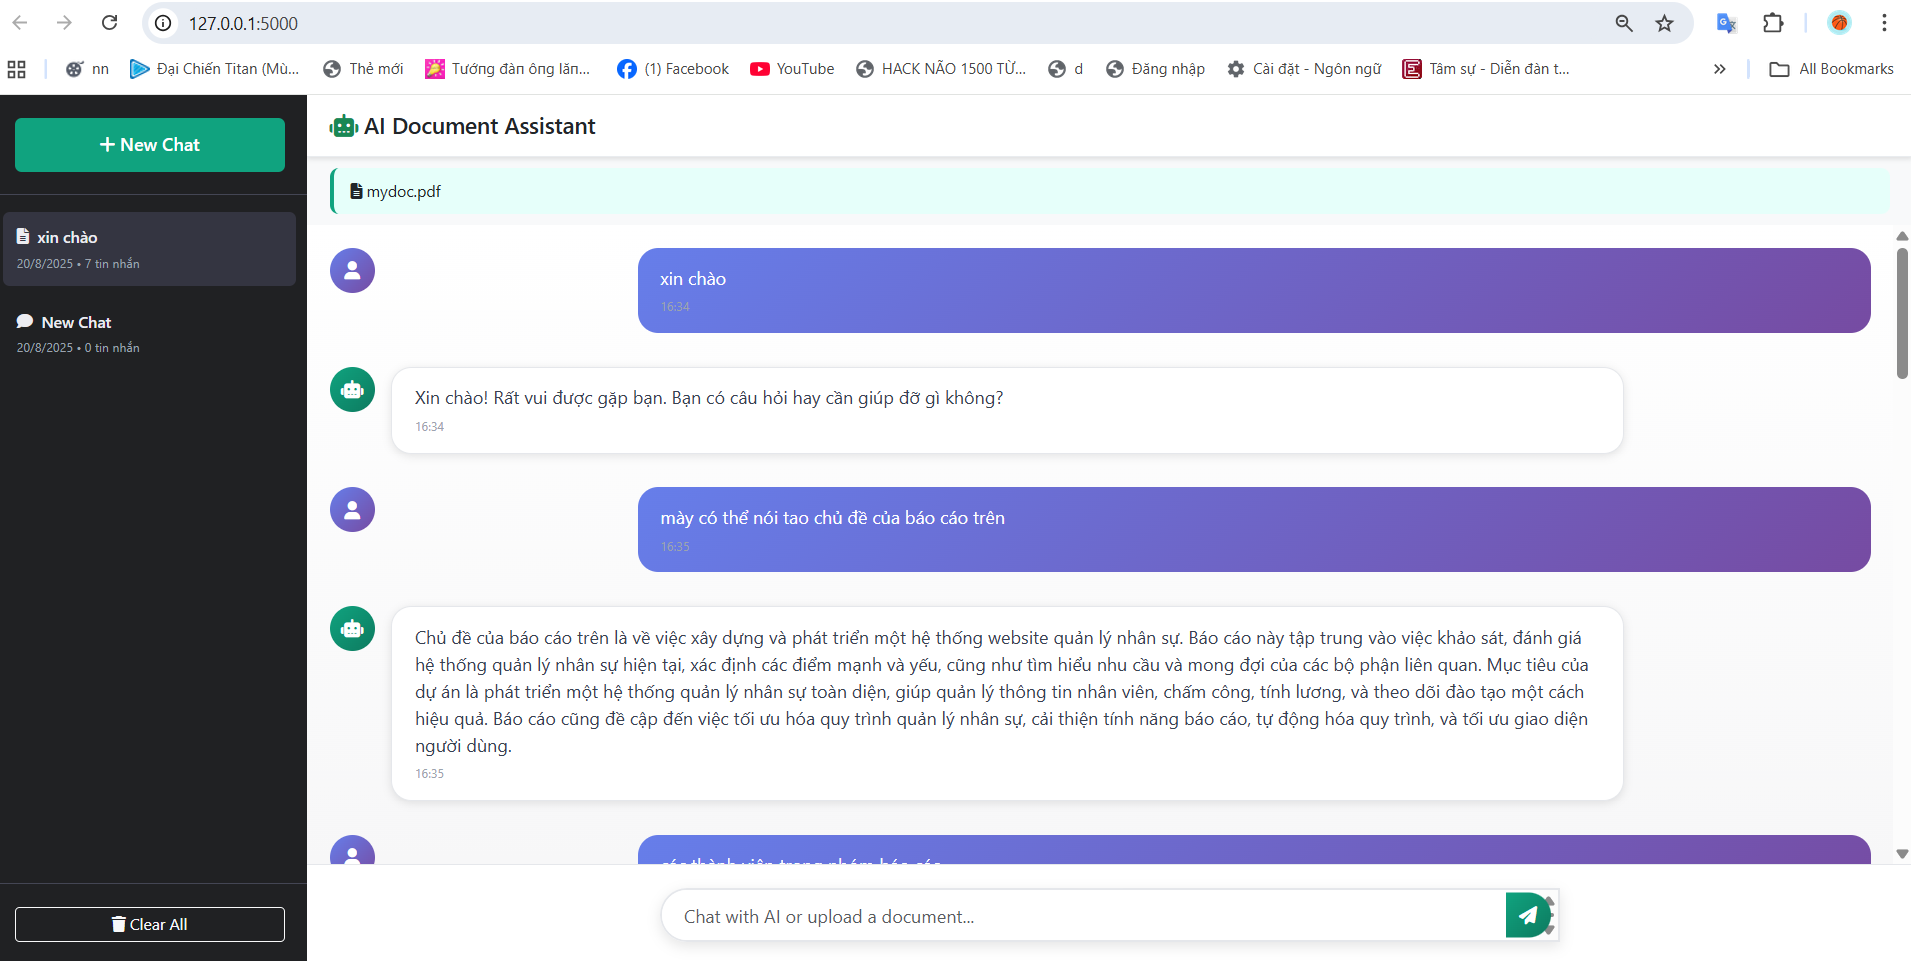 127.0.0.1:5000
nn
Đại Chiến Titan (Mù...
Thẻ mới
Tướng đàn ông lăn...
(1) Facebook
YouTube
HACK NÃO 1500 TỪ...
d
Đăng nhập
Cài đặt - Ngôn ngữ
Tâm sự - Diễn đàn t...
All Bookmarks
New Chat
xin chào
20/8/2025 • 7 tin nhắn
New Chat
20/8/2025 • 0 tin nhắn
Clear All
AI Document Assistant
mydoc.pdf
xin chào
16:34
Xin chào! Rất vui được gặp bạn. Bạn có câu hỏi hay cần giúp đỡ gì không?
16:34
mày có thể nói tao chủ đề của báo cáo trên
16:35
Chủ đề của báo cáo trên là về việc xây dựng và phát triển một hệ thống website quản lý nhân sự. Báo cáo này tập trung vào việc khảo sát, đánh giá
hệ thống quản lý nhân sự hiện tại, xác định các điểm mạnh và yếu, cũng như tìm hiểu nhu cầu và mong đợi của các bộ phận liên quan. Mục tiêu của
dự án là phát triển một hệ thống quản lý nhân sự toàn diện, giúp quản lý thông tin nhân viên, chấm công, tính lương, và theo dõi đào tạo một cách
hiệu quả. Báo cáo cũng đề cập đến việc tối ưu hóa quy trình quản lý nhân sự, cải thiện tính năng báo cáo, tự động hóa quy trình, và tối ưu giao diện
người dùng.
16:35
các thành viên trong nhóm báo cáo
Chat with AI or upload a document...